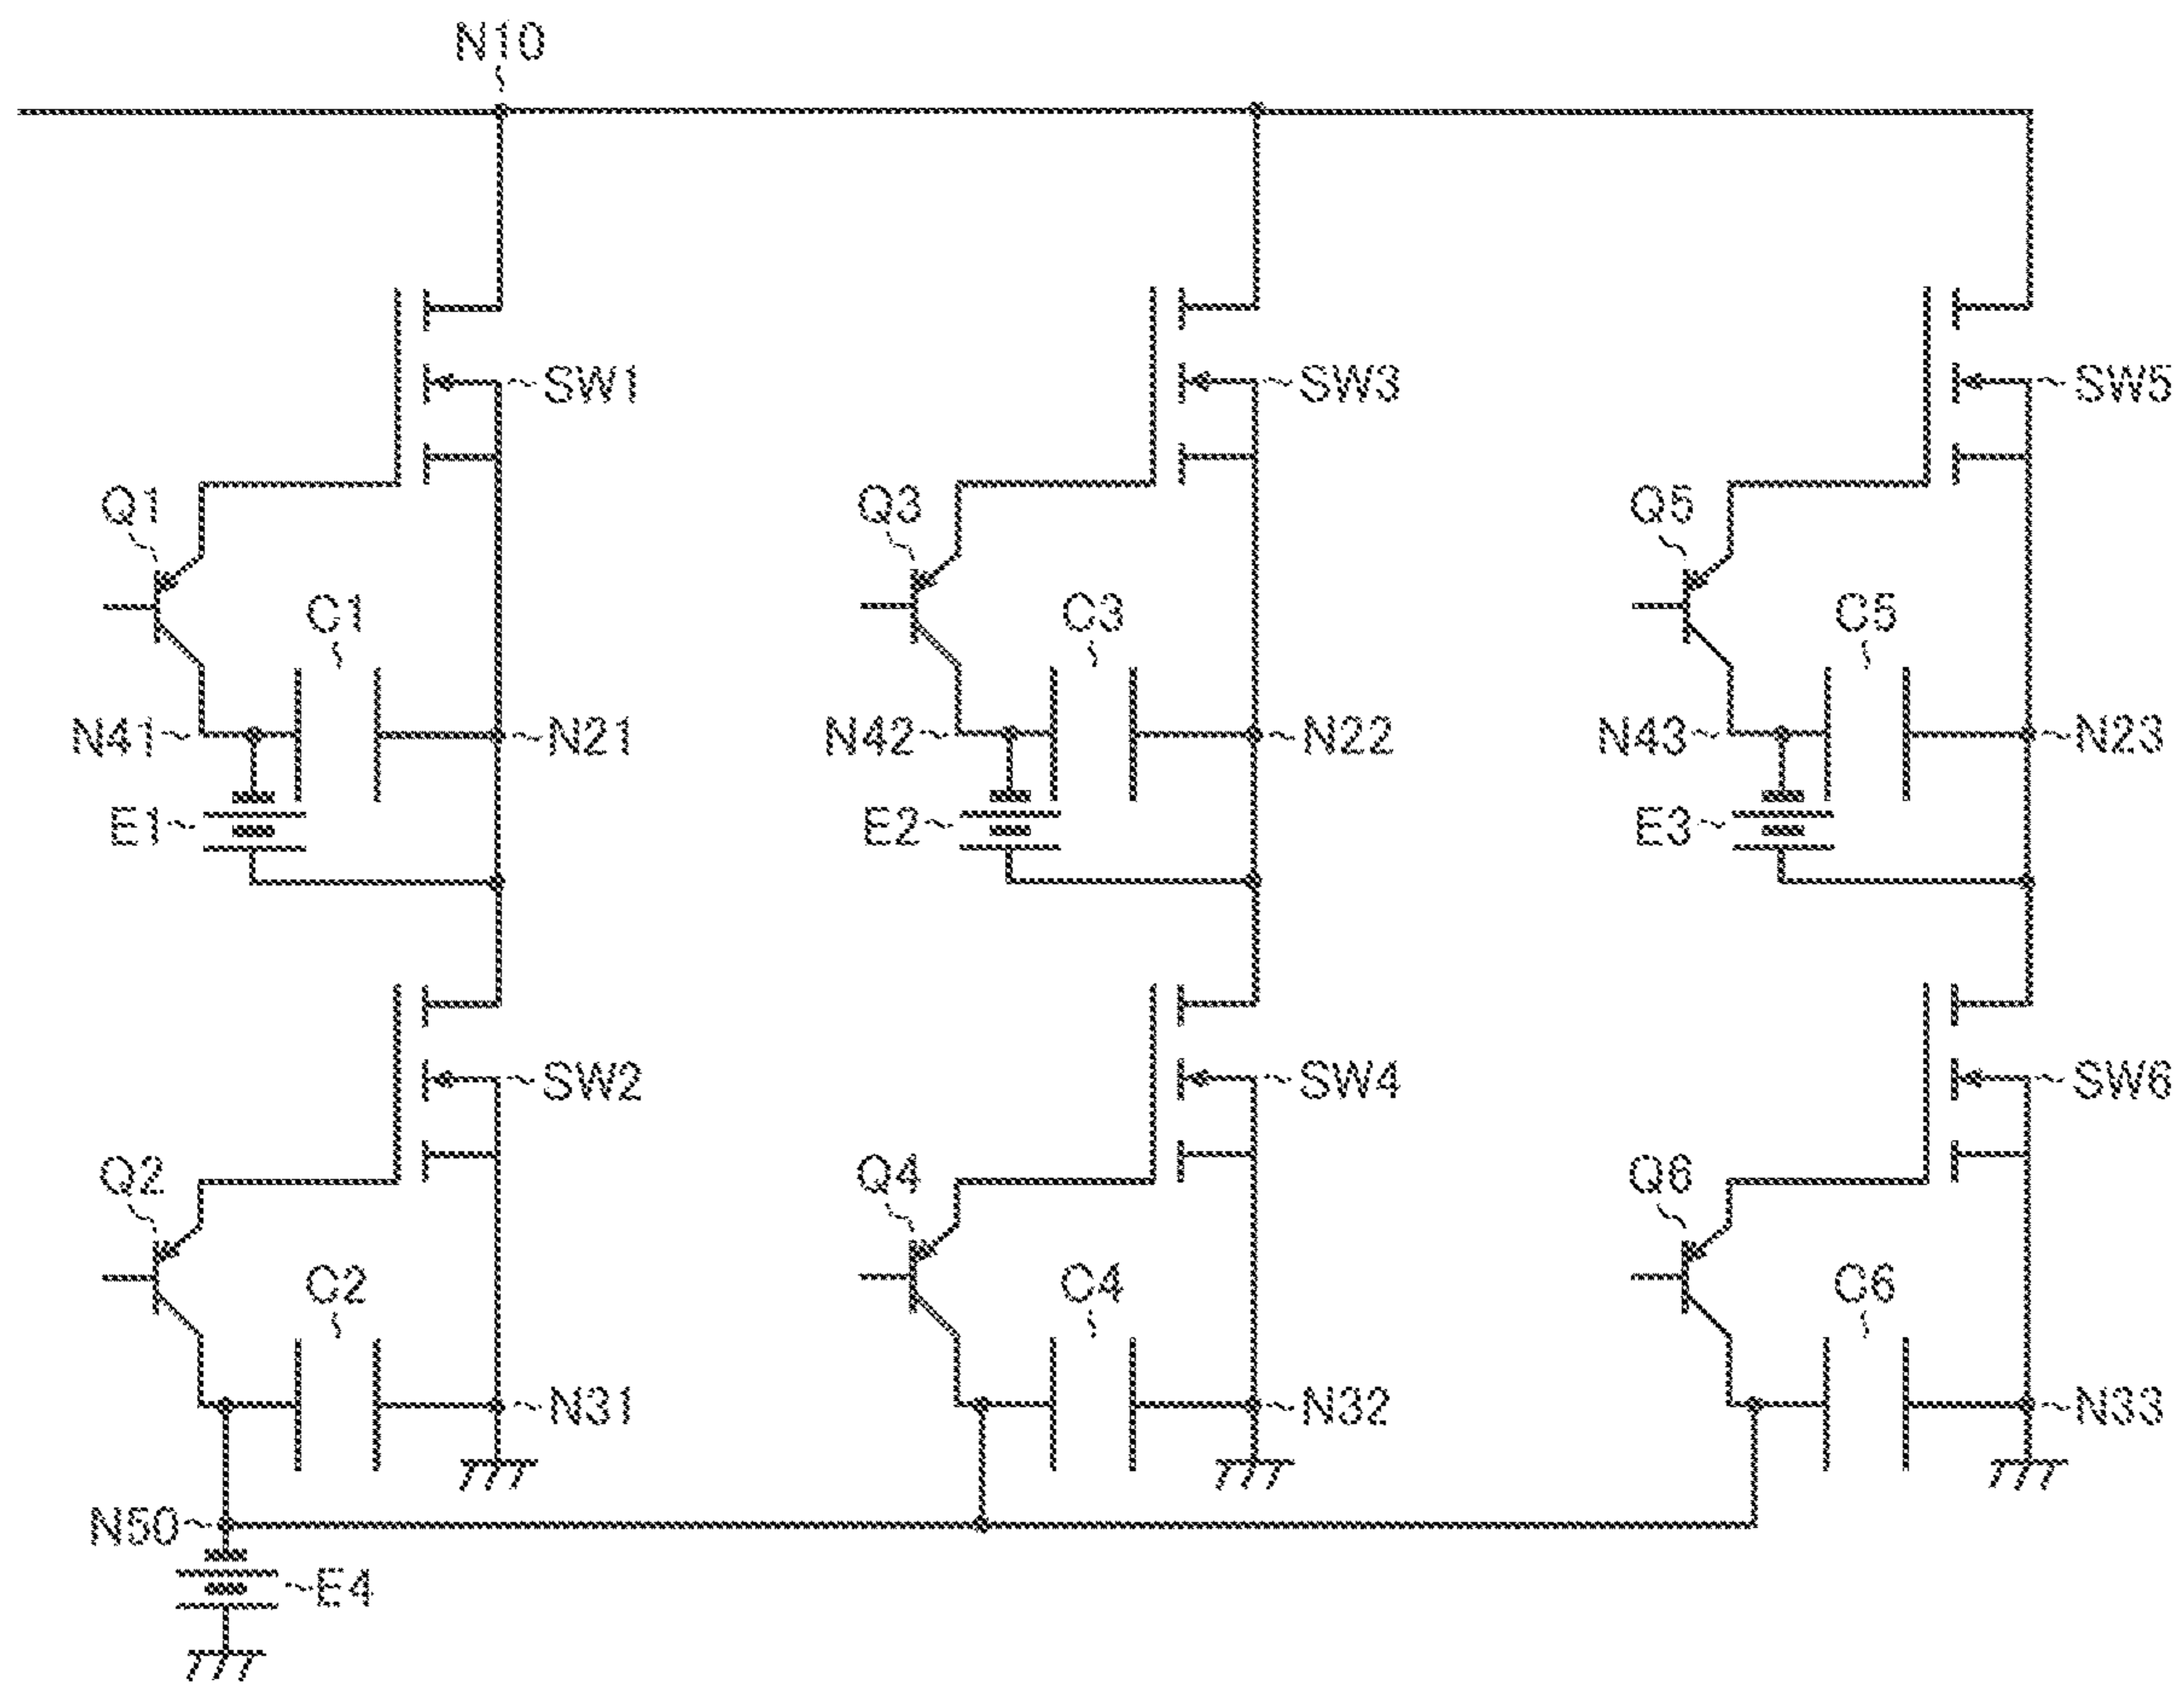 N10
SW1 SW3 SW5
Q1 Q3 Q5
C1 C3 C5
N41 N21 N42 N22 N43 N23
E1 E2 E3
SW2 SW4 SW6
Q2 Q4 Q6
C2 C4 C6
N31 N32 N33
N50
E4